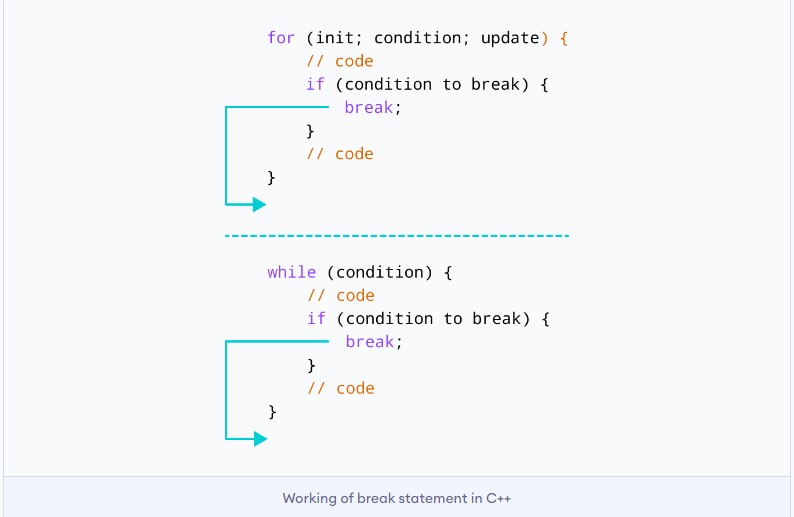 for (init; condition; update) {
    // code
    if (condition to break) {
        break;
    }
    // code
}
while (condition) {
    // code
    if (condition to break) {
        break;
    }
    // code
}
Working of break statement in C++